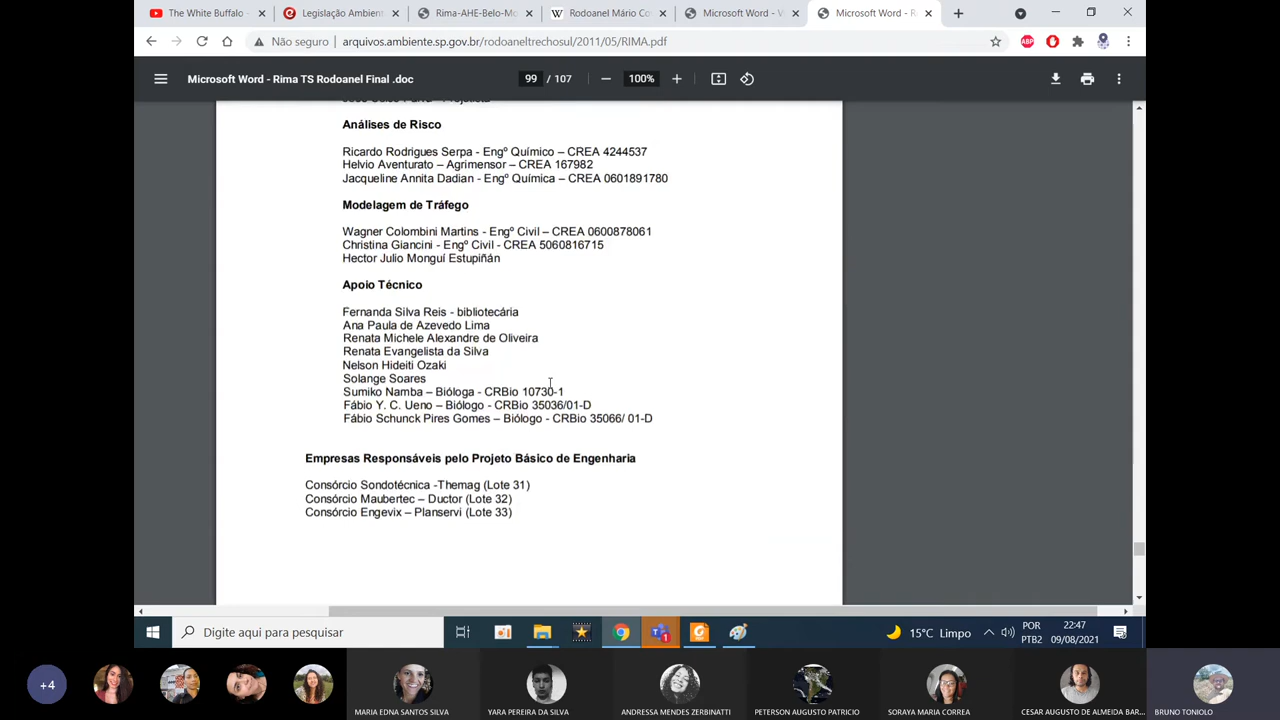 The White Buffalo -
Legislação Ambient
Rima-AHE-Belo-Mo
Rodoanel Mário Co
Microsoft Word - V
Microsoft Word - R
Não seguro | arquivos.ambiente.sp.gov.br/rodoaneltrechosul/2011/05/RIMA.pdf
ABP
Microsoft Word - Rima TS Rodoanel Final .doc
99 / 107
100%
Análises de Risco
Ricardo Rodrigues Serpa - Engº Químico – CREA 4244537
Helvio Aventurato – Agrimensor – CREA 167982
Jacqueline Annita Dadian - Engº Química – CREA 0601891780
Modelagem de Tráfego
Wagner Colombini Martins - Engº Civil – CREA 0600878061
Christina Giancini - Engº Civil - CREA 5060816715
Hector Julio Monguí Estupiñán
Apoio Técnico
Fernanda Silva Reis - bibliotecária
Ana Paula de Azevedo Lima
Renata Michele Alexandre de Oliveira
Renata Evangelista da Silva
Nelson Hideiti Ozaki
Solange Soares
Sumiko Namba – Bióloga - CRBio 10730-1
Fábio Y. C. Ueno – Biólogo - CRBio 35036/01-D
Fábio Schunck Pires Gomes – Biólogo - CRBio 35066/ 01-D
Empresas Responsáveis pelo Projeto Básico de Engenharia
Consórcio Sondotécnica -Themag (Lote 31)
Consórcio Maubertec – Ductor (Lote 32)
Consórcio Engevix – Planservi (Lote 33)
Digite aqui para pesquisar
1
15°C Limpo
POR
PTB2
22:47
09/08/2021
+4
MARIA EDNA SANTOS SILVA
YARA PEREIRA DA SILVA
ANDRESSA MENDES ZERBINATTI
PETERSON AUGUSTO PATRICIO
SORAYA MARIA CORREA
CESAR AUGUSTO DE ALMEIDA BAR...
BRUNO TONIOLO